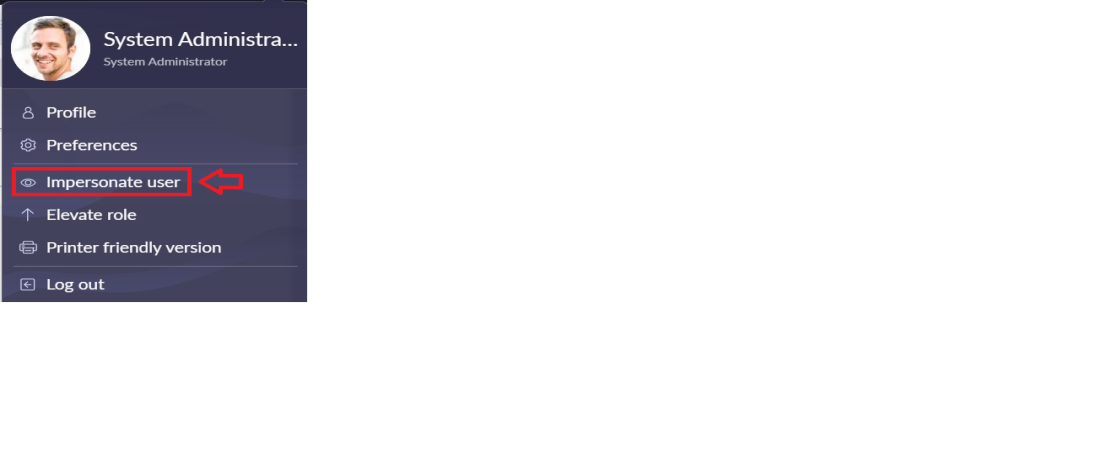 System Administra...
System Administrator
Profile
Preferences
Impersonate user
Elevate role
Printer friendly version
Log out